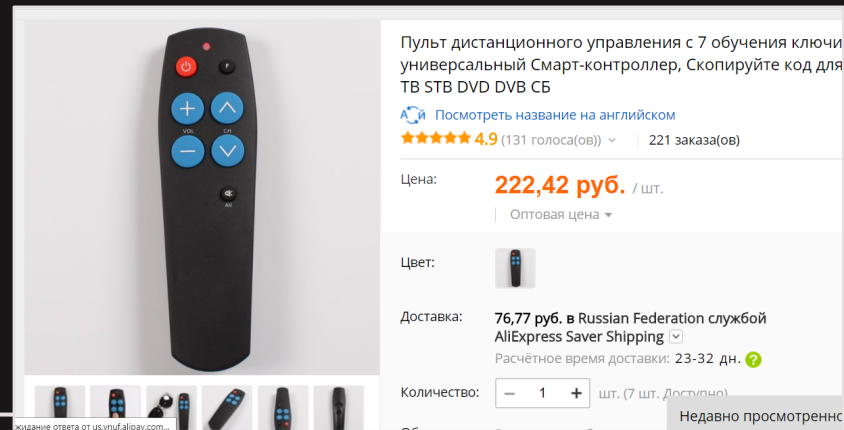 Пульт дистанционного управления с 7 обучения ключи
универсальный Смарт-контроллер, Скопируйте код для
ТВ STB DVD DVB СБ
Посмотреть название на английском
4.9 (131 голоса(ов)) 221 заказа(ов)
Цена: 222,42 руб. / шт.
Оптовая цена
Цвет:
Доставка: 76,77 руб. в Russian Federation службой
AliExpress Saver Shipping
Расчётное время доставки: 23-32 дн. ?
Количество: − 1 + шт. (7 шт. Доступно)
Недавно просмотренно
жидание ответа от us.ynuf.alipay.com...
F
+
VOL CH
−
AV